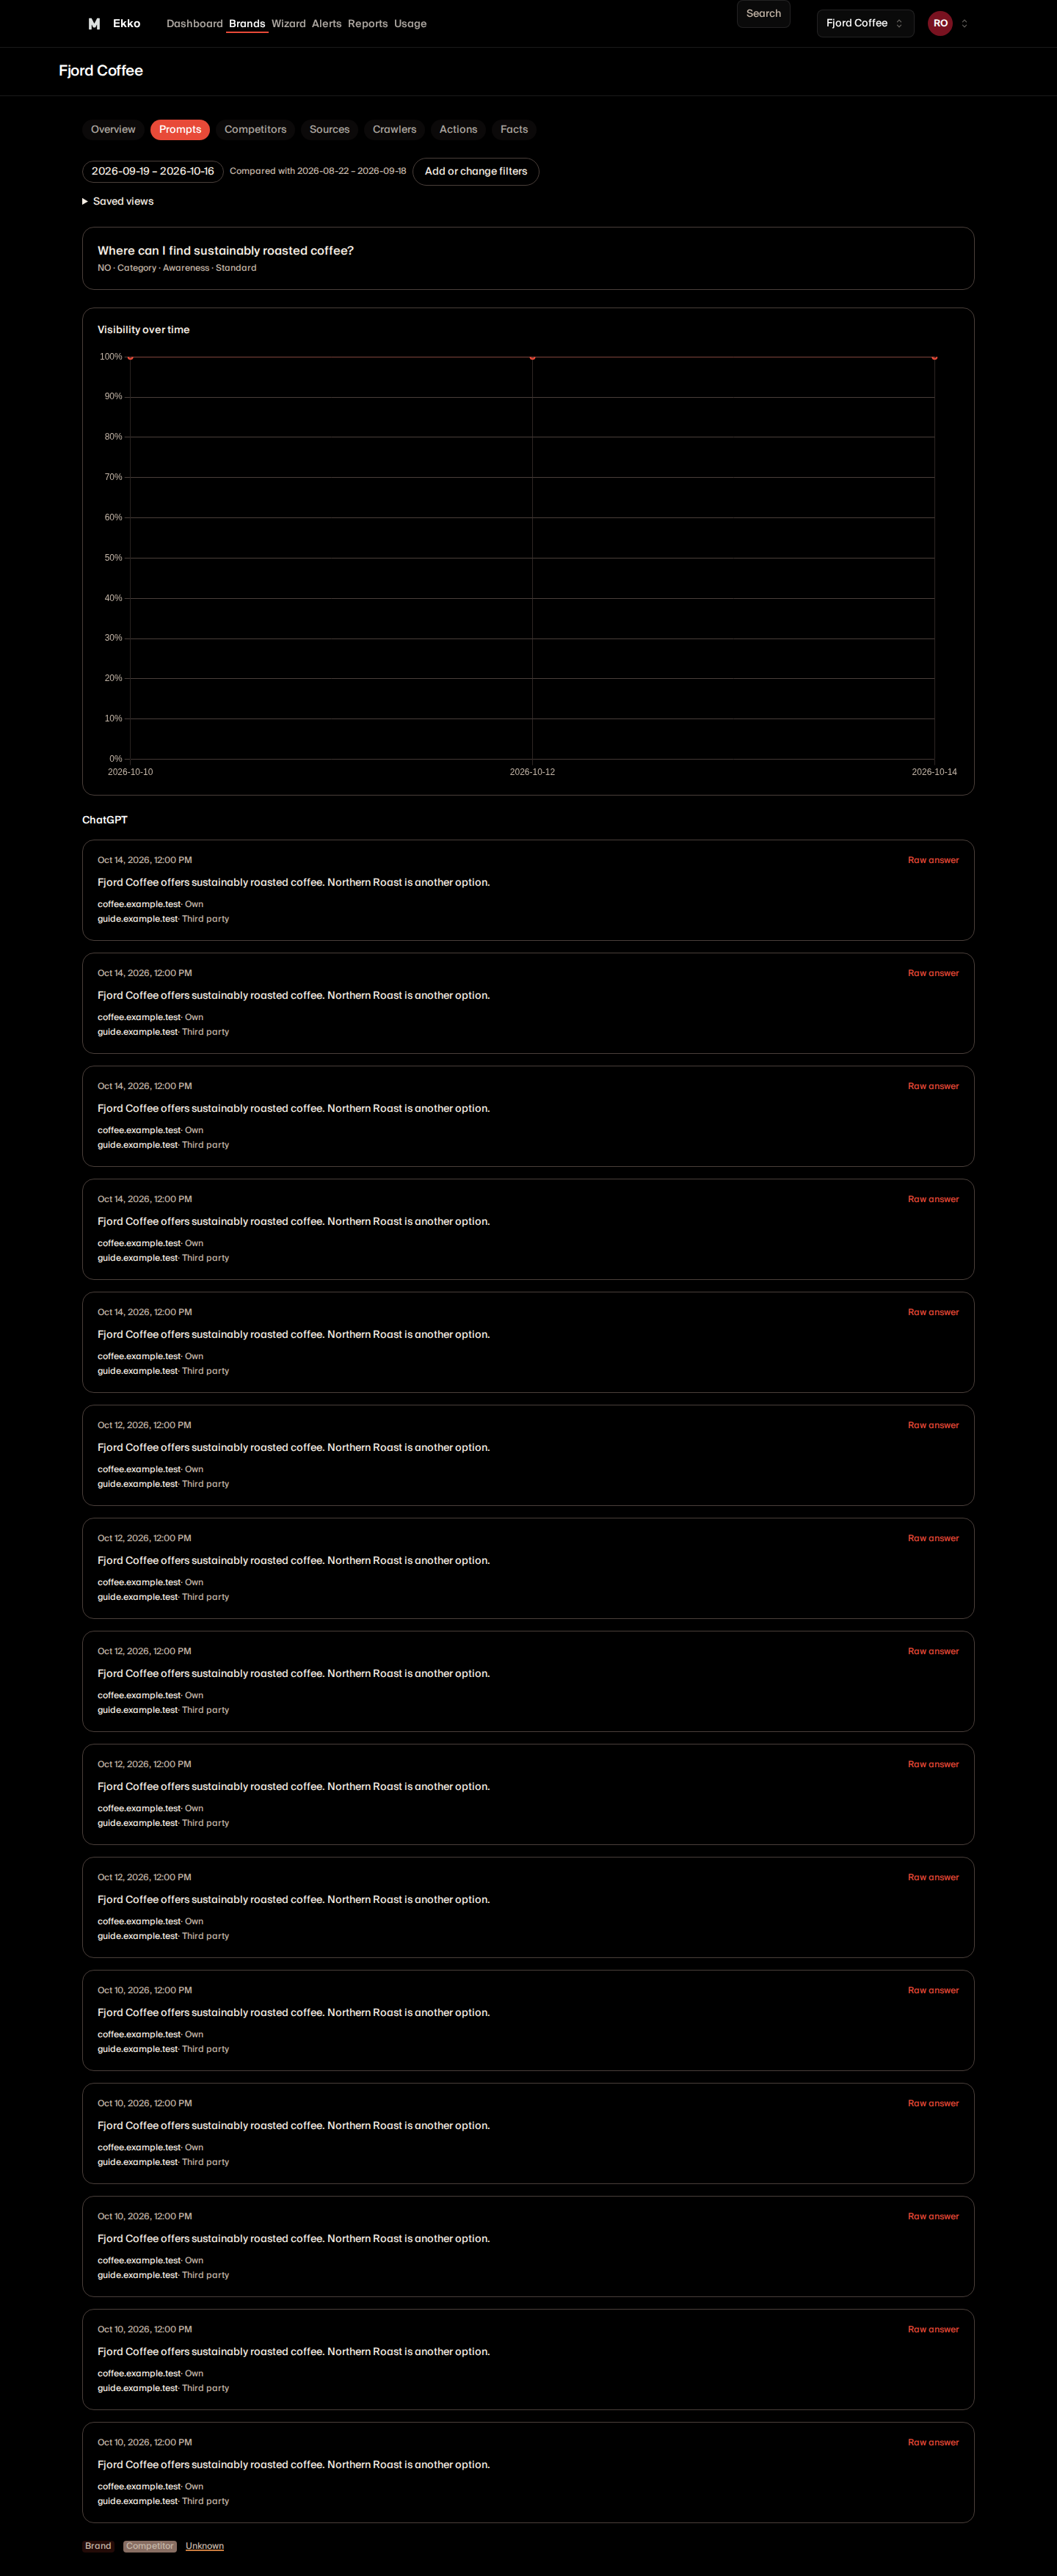 Ekko Dashboard Brands Wizard Alerts Reports Usage Search Fjord Coffee RO
Fjord Coffee
Overview Prompts Competitors Sources Crawlers Actions Facts
2026-09-19 – 2026-10-16 Compared with 2026-08-22 – 2026-09-18 Add or change filters
Saved views
Where can I find sustainably roasted coffee?
NO · Category · Awareness · Standard
Visibility over time
100%
90%
80%
70%
60%
50%
40%
30%
20%
10%
0%
2026-10-10 2026-10-12 2026-10-14
ChatGPT
Oct 14, 2026, 12:00 PM Raw answer
Fjord Coffee offers sustainably roasted coffee. Northern Roast is another option.
coffee.example.test· Own
guide.example.test· Third party
Oct 14, 2026, 12:00 PM Raw answer
Fjord Coffee offers sustainably roasted coffee. Northern Roast is another option.
coffee.example.test· Own
guide.example.test· Third party
Oct 14, 2026, 12:00 PM Raw answer
Fjord Coffee offers sustainably roasted coffee. Northern Roast is another option.
coffee.example.test· Own
guide.example.test· Third party
Oct 14, 2026, 12:00 PM Raw answer
Fjord Coffee offers sustainably roasted coffee. Northern Roast is another option.
coffee.example.test· Own
guide.example.test· Third party
Oct 14, 2026, 12:00 PM Raw answer
Fjord Coffee offers sustainably roasted coffee. Northern Roast is another option.
coffee.example.test· Own
guide.example.test· Third party
Oct 12, 2026, 12:00 PM Raw answer
Fjord Coffee offers sustainably roasted coffee. Northern Roast is another option.
coffee.example.test· Own
guide.example.test· Third party
Oct 12, 2026, 12:00 PM Raw answer
Fjord Coffee offers sustainably roasted coffee. Northern Roast is another option.
coffee.example.test· Own
guide.example.test· Third party
Oct 12, 2026, 12:00 PM Raw answer
Fjord Coffee offers sustainably roasted coffee. Northern Roast is another option.
coffee.example.test· Own
guide.example.test· Third party
Oct 12, 2026, 12:00 PM Raw answer
Fjord Coffee offers sustainably roasted coffee. Northern Roast is another option.
coffee.example.test· Own
guide.example.test· Third party
Oct 12, 2026, 12:00 PM Raw answer
Fjord Coffee offers sustainably roasted coffee. Northern Roast is another option.
coffee.example.test· Own
guide.example.test· Third party
Oct 10, 2026, 12:00 PM Raw answer
Fjord Coffee offers sustainably roasted coffee. Northern Roast is another option.
coffee.example.test· Own
guide.example.test· Third party
Oct 10, 2026, 12:00 PM Raw answer
Fjord Coffee offers sustainably roasted coffee. Northern Roast is another option.
coffee.example.test· Own
guide.example.test· Third party
Oct 10, 2026, 12:00 PM Raw answer
Fjord Coffee offers sustainably roasted coffee. Northern Roast is another option.
coffee.example.test· Own
guide.example.test· Third party
Oct 10, 2026, 12:00 PM Raw answer
Fjord Coffee offers sustainably roasted coffee. Northern Roast is another option.
coffee.example.test· Own
guide.example.test· Third party
Oct 10, 2026, 12:00 PM Raw answer
Fjord Coffee offers sustainably roasted coffee. Northern Roast is another option.
coffee.example.test· Own
guide.example.test· Third party
Brand Competitor Unknown